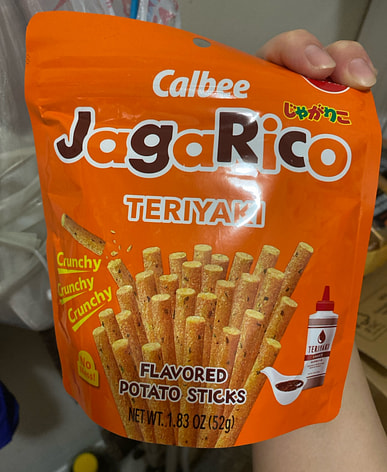 Calbee
じゃがりこ
JagaRico
TERIYAKI
Crunchy
Crunchy
Crunchy
TERIYAKI
FLAVORED
POTATO STICKS
NET WT. 1.83 OZ (52g)